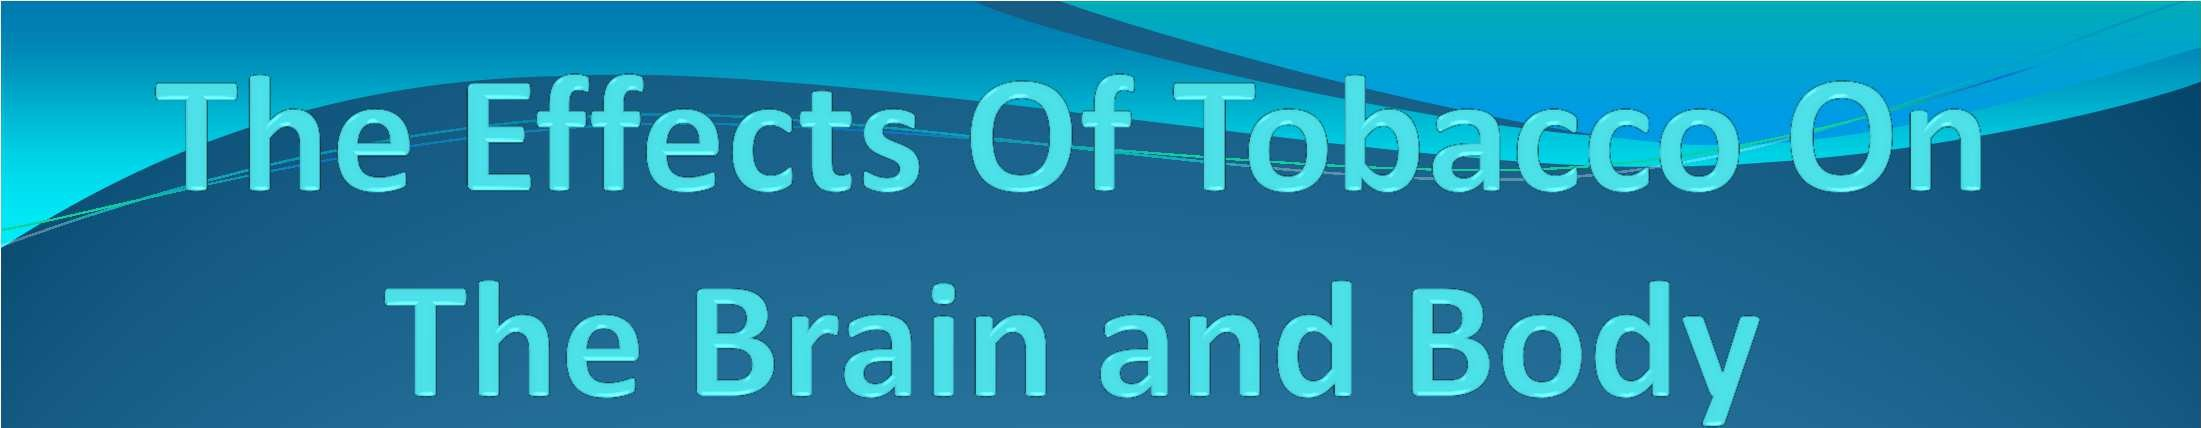 The Effects Of Tobacco On
The Brain and Body